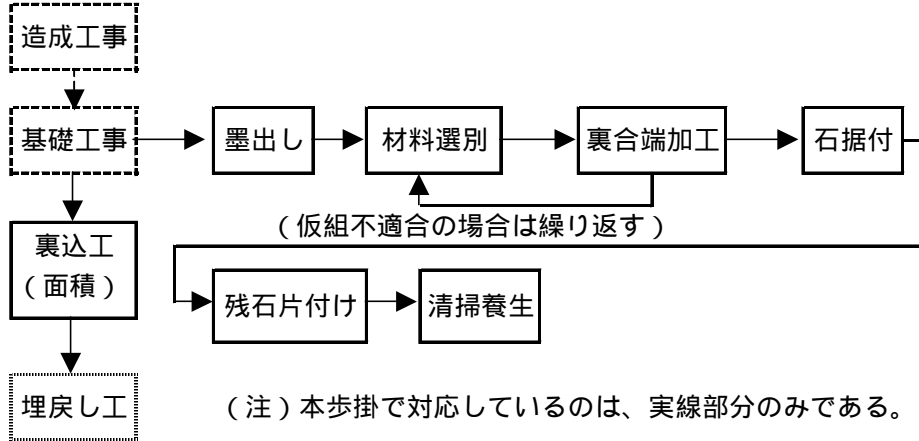 造成工事
基礎工事
墨出し
材料選別
裏合端加工
石据付
(仮組不適合の場合は繰り返す)
裏込工
(面積)
残石片付け
清掃養生
埋戻し工
(注)本歩掛で対応しているのは、実線部分のみである。